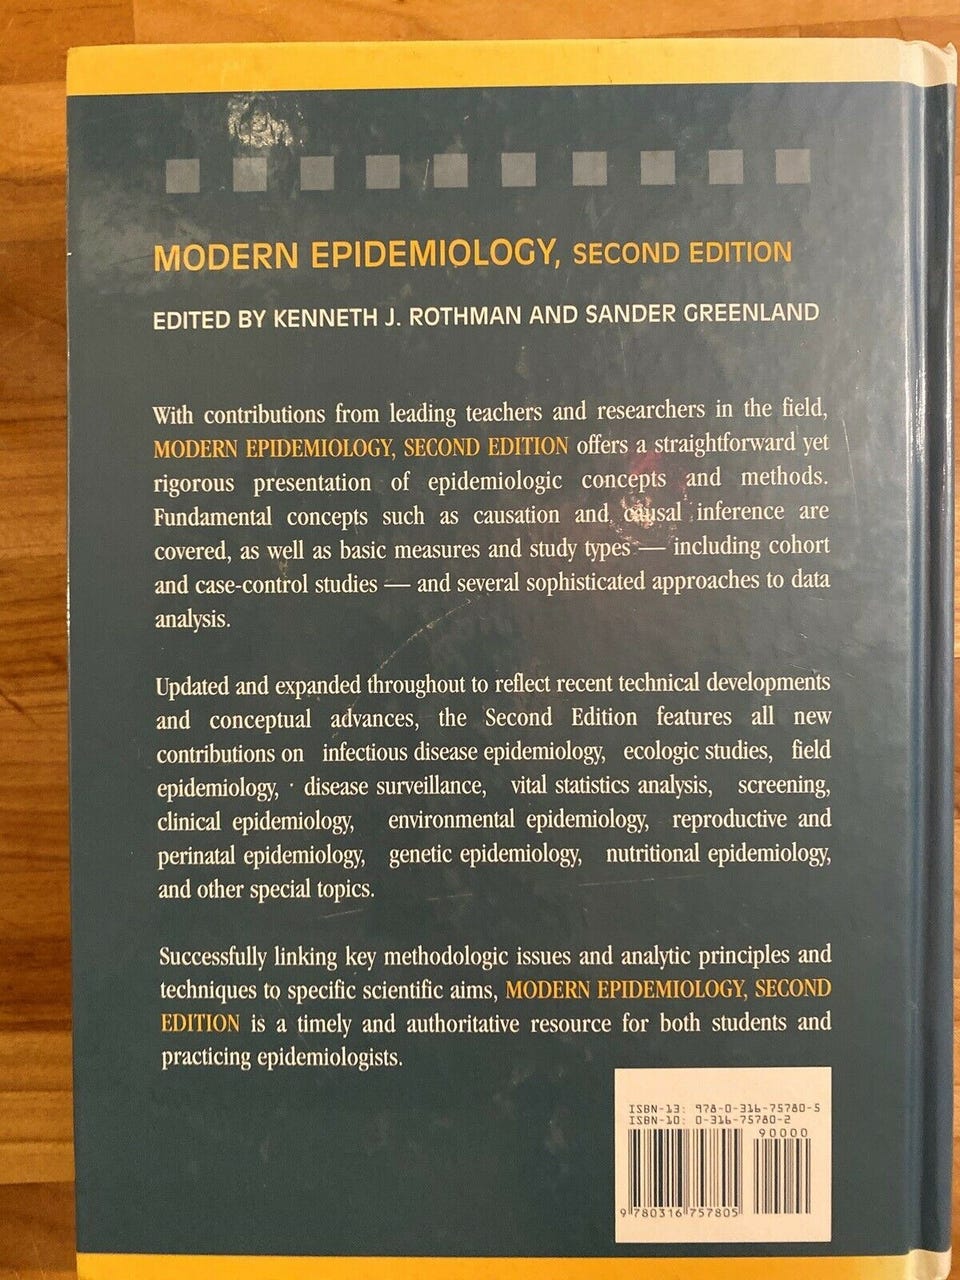 MODERN EPIDEMIOLOGY, SECOND EDITION
EDITED BY KENNETH J. ROTHMAN AND SANDER GREENLAND
With contributions from leading teachers and researchers in the field,
MODERN EPIDEMIOLOGY, SECOND EDITION offers a straightforward yet
rigorous presentation of epidemiologic concepts and methods.
Fundamental concepts such as causation and causal inference are
covered, as well as basic measures and study types — including cohort
and case-control studies — and several sophisticated approaches to data
analysis.
Updated and expanded throughout to reflect recent technical developments
and conceptual advances, the Second Edition features all new
contributions on infectious disease epidemiology, ecologic studies, field
epidemiology, disease surveillance, vital statistics analysis, screening,
clinical epidemiology, environmental epidemiology, reproductive and
perinatal epidemiology, genetic epidemiology, nutritional epidemiology,
and other special topics.
Successfully linking key methodologic issues and analytic principles and
techniques to specific scientific aims, MODERN EPIDEMIOLOGY, SECOND
EDITION is a timely and authoritative resource for both students and
practicing epidemiologists.
ISBN-13: 978-0-316-75780-5
ISBN-10: 0-316-75780-2
90000
9 780316 757805